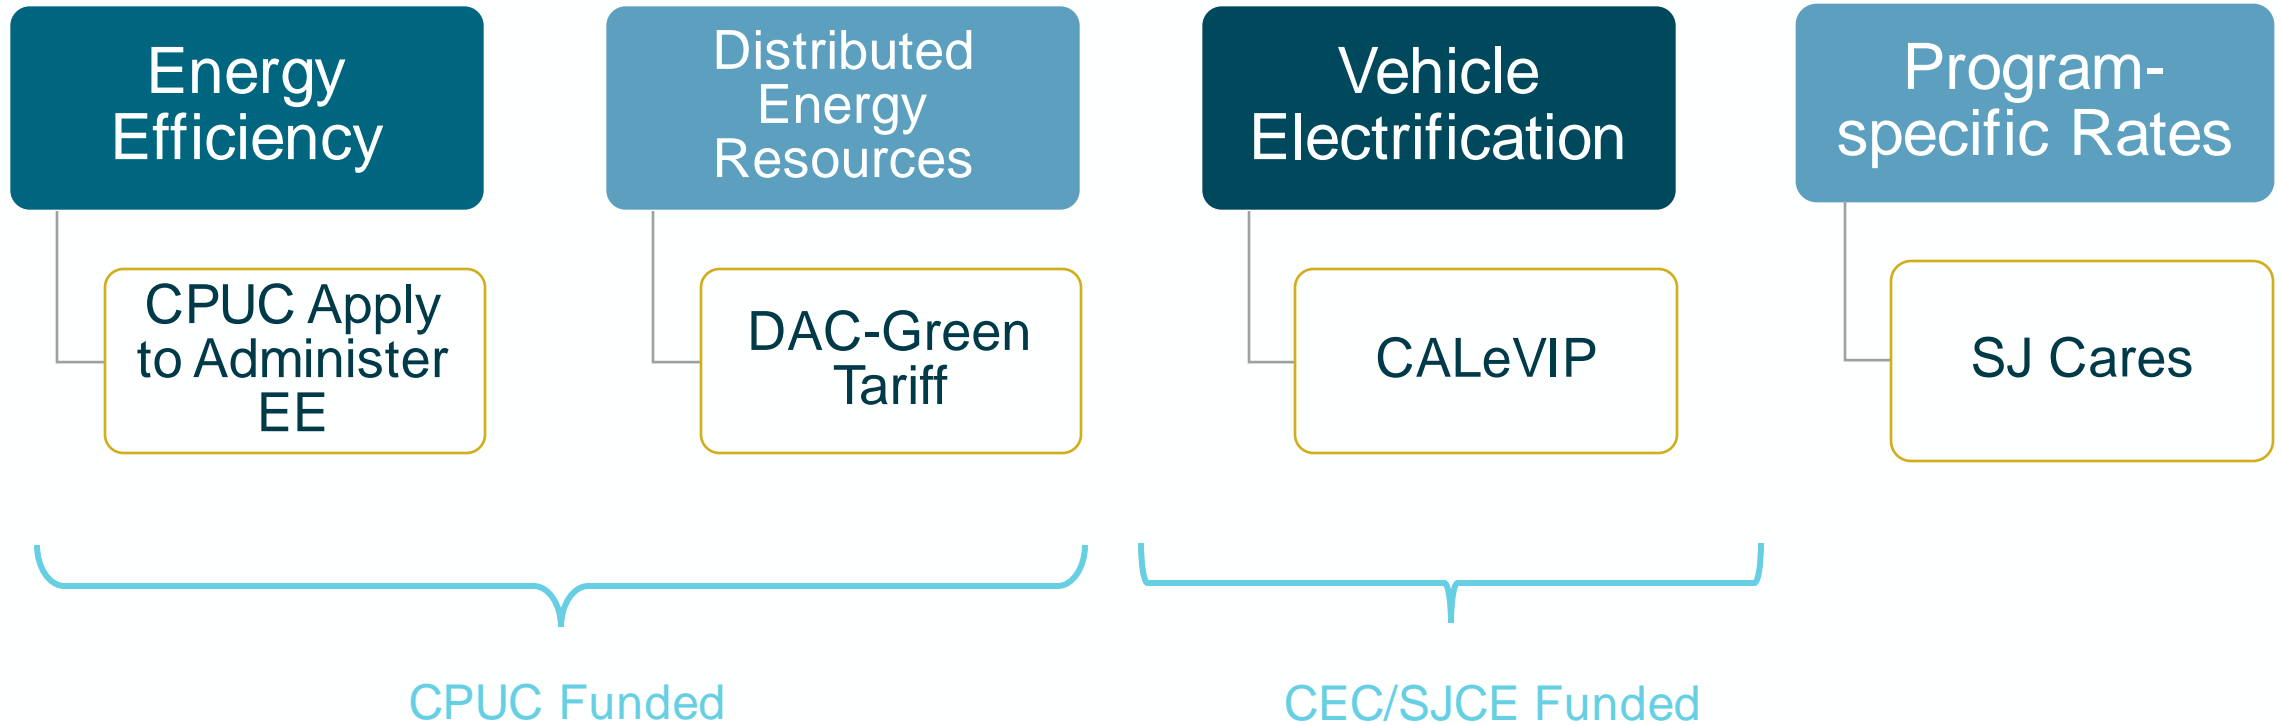 Energy
Efficiency
CPUC Apply
to Administer
EE
Distributed
Energy
Resources
DAC-Green
Tariff
Vehicle
Electrification
CALeVIP
Program-
specific Rates
SJ Cares
CPUC Funded
CEC/SJCE Funded